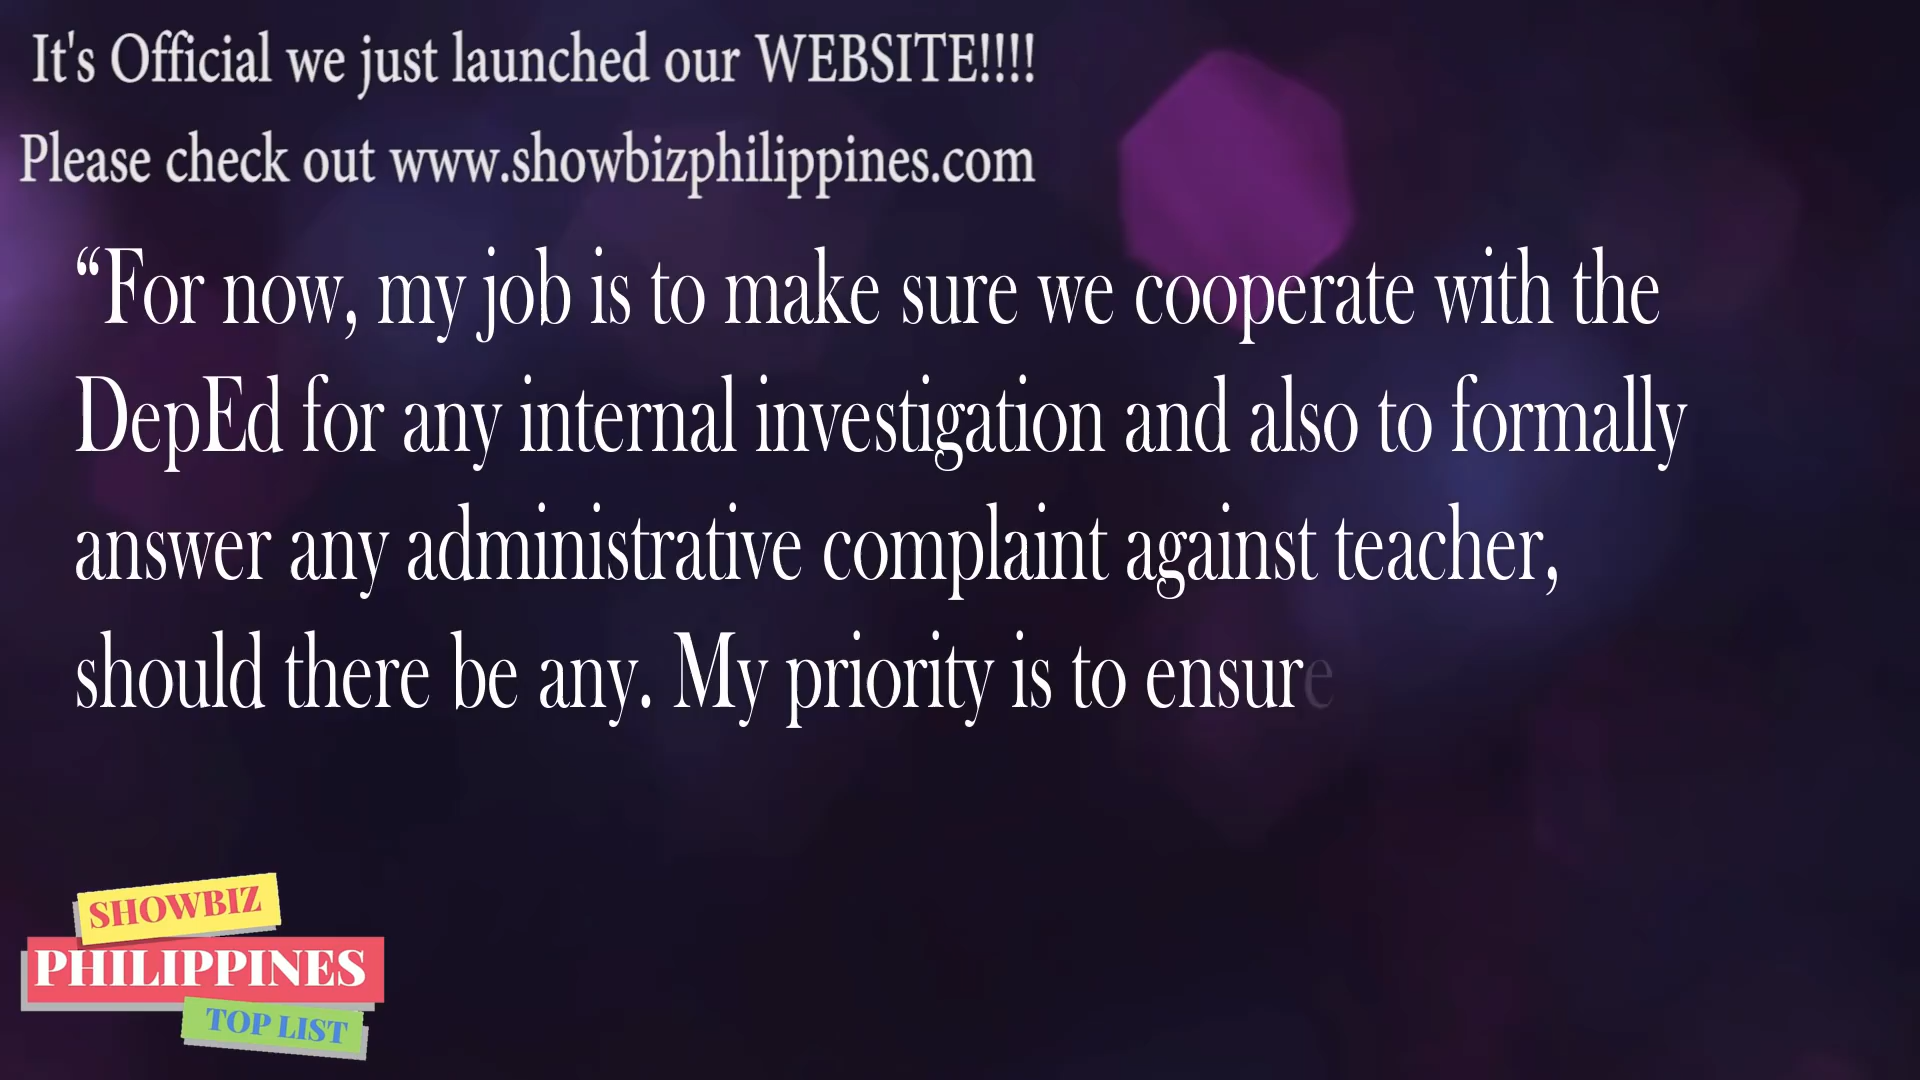 It's Official we just launched our WEBSITE!!!!
Please check out www.showbizphilippines.com
“For now, my job is to make sure we cooperate with the
DepEd for any internal investigation and also to formally
answer any administrative complaint against teacher,
should there be any. My priority is to ensure
SHOWBIZ
PHILIPPINES
TOP LIST